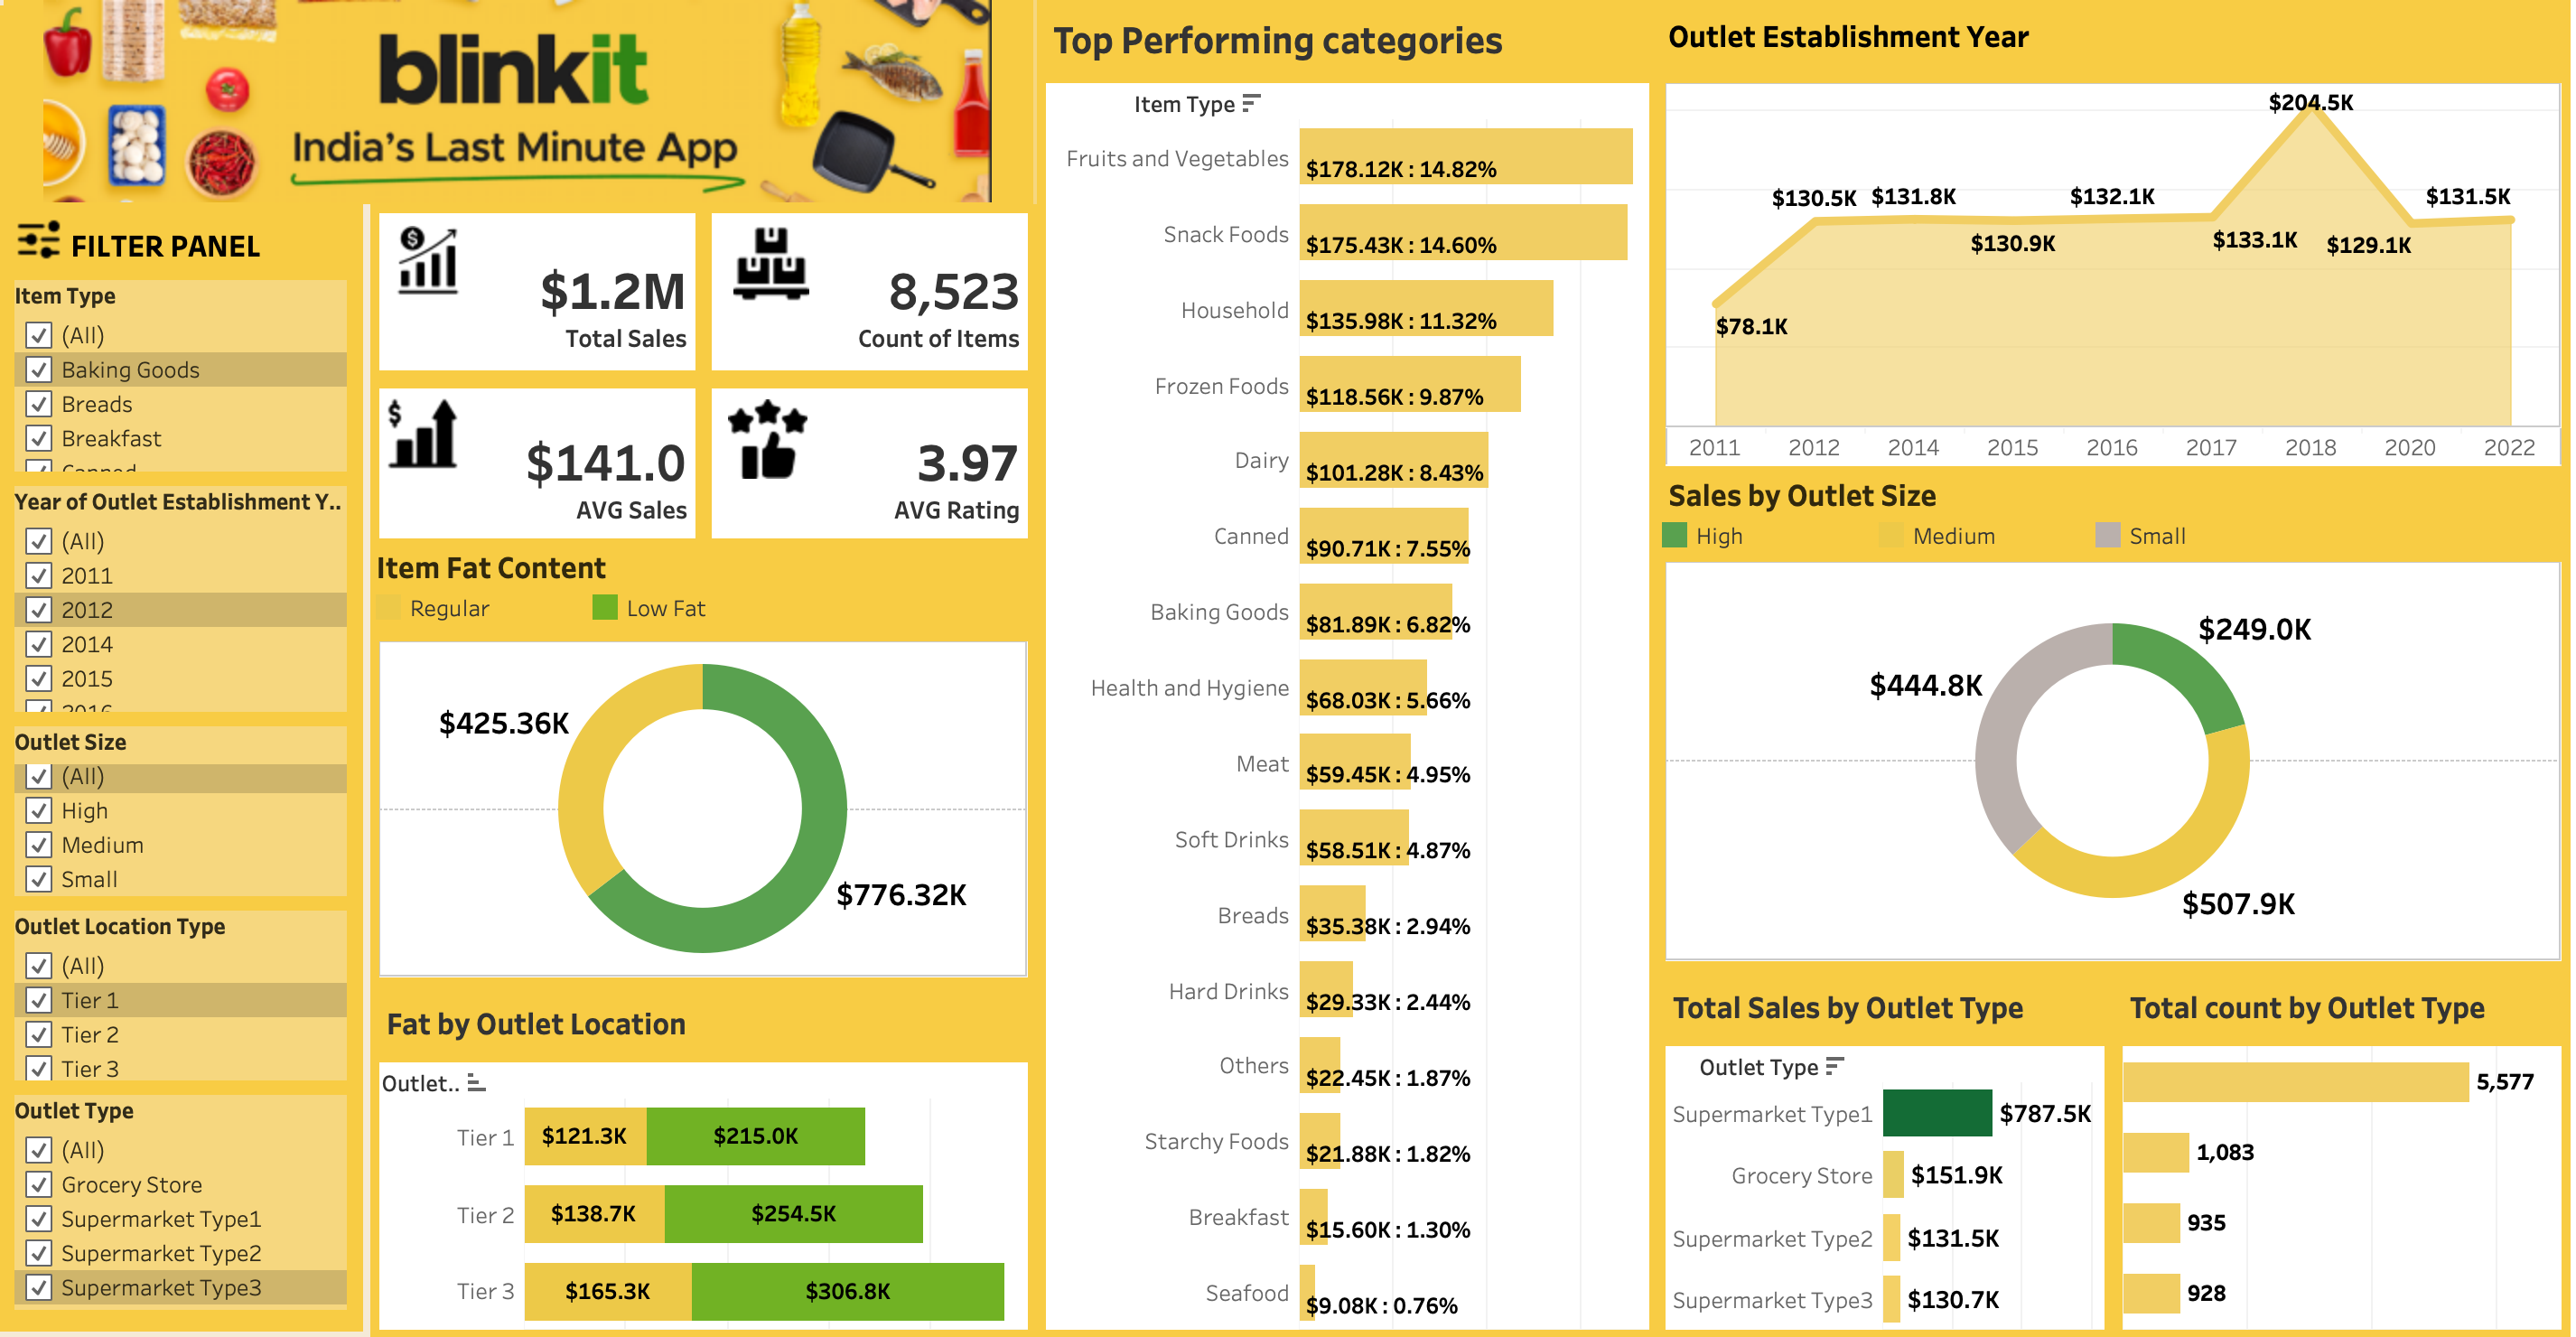 blinkit
India's Last Minute App
FILTER PANEL
Item Type
(All)
Baking Goods
Breads
Breakfast
Canned
Year of Outlet Establishment Y..
(All)
2011
2012
2014
2015
2016
Outlet Size
(All)
High
Medium
Small
Outlet Location Type
(All)
Tier 1
Tier 2
Tier 3
Outlet Type
(All)
Grocery Store
Supermarket Type1
Supermarket Type2
Supermarket Type3
$
$1.2M
Total Sales
8,523
Count of Items
$
$141.0
AVG Sales
3.97
AVG Rating
Item Fat Content
Regular
Low Fat
$425.36K
$776.32K
Fat by Outlet Location
Outlet..
Tier 1 $121.3K $215.0K
Tier 2 $138.7K $254.5K
Tier 3 $165.3K $306.8K
Top Performing categories
Item Type
Fruits and Vegetables $178.12K : 14.82%
Snack Foods $175.43K : 14.60%
Household $135.98K : 11.32%
Frozen Foods $118.56K : 9.87%
Dairy $101.28K : 8.43%
Canned $90.71K : 7.55%
Baking Goods $81.89K : 6.82%
Health and Hygiene $68.03K : 5.66%
Meat $59.45K : 4.95%
Soft Drinks $58.51K : 4.87%
Breads $35.38K : 2.94%
Hard Drinks $29.33K : 2.44%
Others $22.45K : 1.87%
Starchy Foods $21.88K : 1.82%
Breakfast $15.60K : 1.30%
Seafood $9.08K : 0.76%
Outlet Establishment Year
$204.5K
$130.5K $131.8K $132.1K $131.5K
$130.9K $133.1K $129.1K
$78.1K
2011 2012 2014 2015 2016 2017 2018 2020 2022
Sales by Outlet Size
High Medium Small
$249.0K
$444.8K
$507.9K
Total Sales by Outlet Type
Outlet Type
Supermarket Type1 $787.5K
Grocery Store $151.9K
Supermarket Type2 $131.5K
Supermarket Type3 $130.7K
Total count by Outlet Type
5,577
1,083
935
928